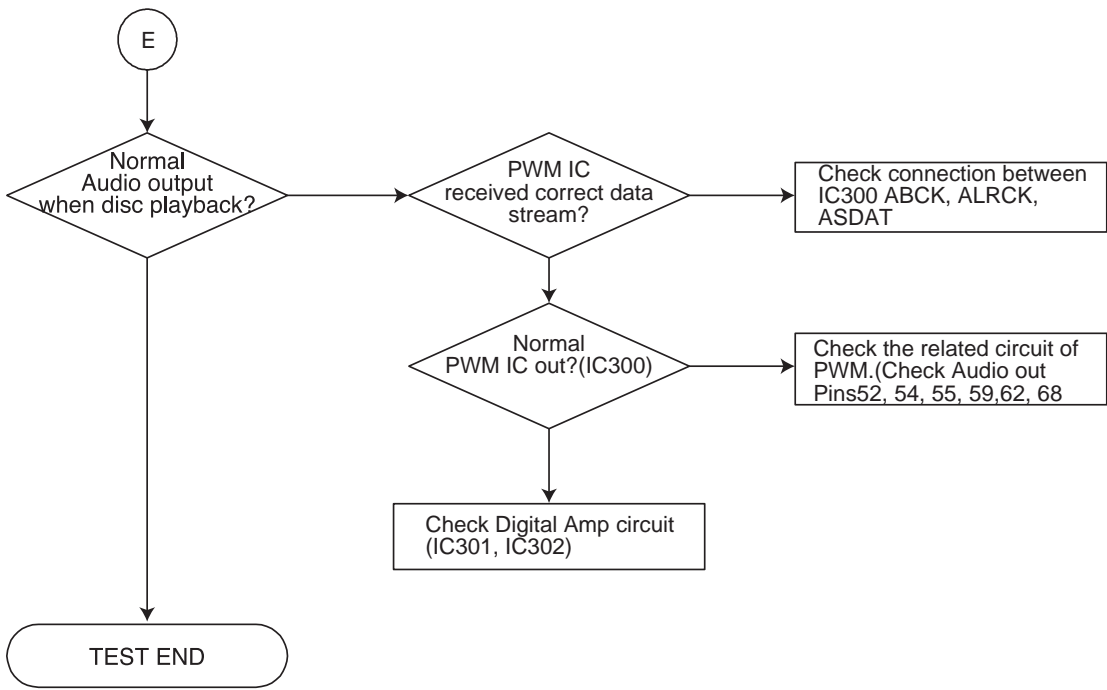 E
Normal
Audio output
when disc playback?
PWM IC
received correct data
stream?
Check connection between
IC300 ABCK, ALRCK,
ASDAT
Normal
PWM IC out?(IC300)
Check the related circuit of
PWM.(Check Audio out
Pins52, 54, 55, 59,62, 68
Check Digital Amp circuit
(IC301, IC302)
TEST END